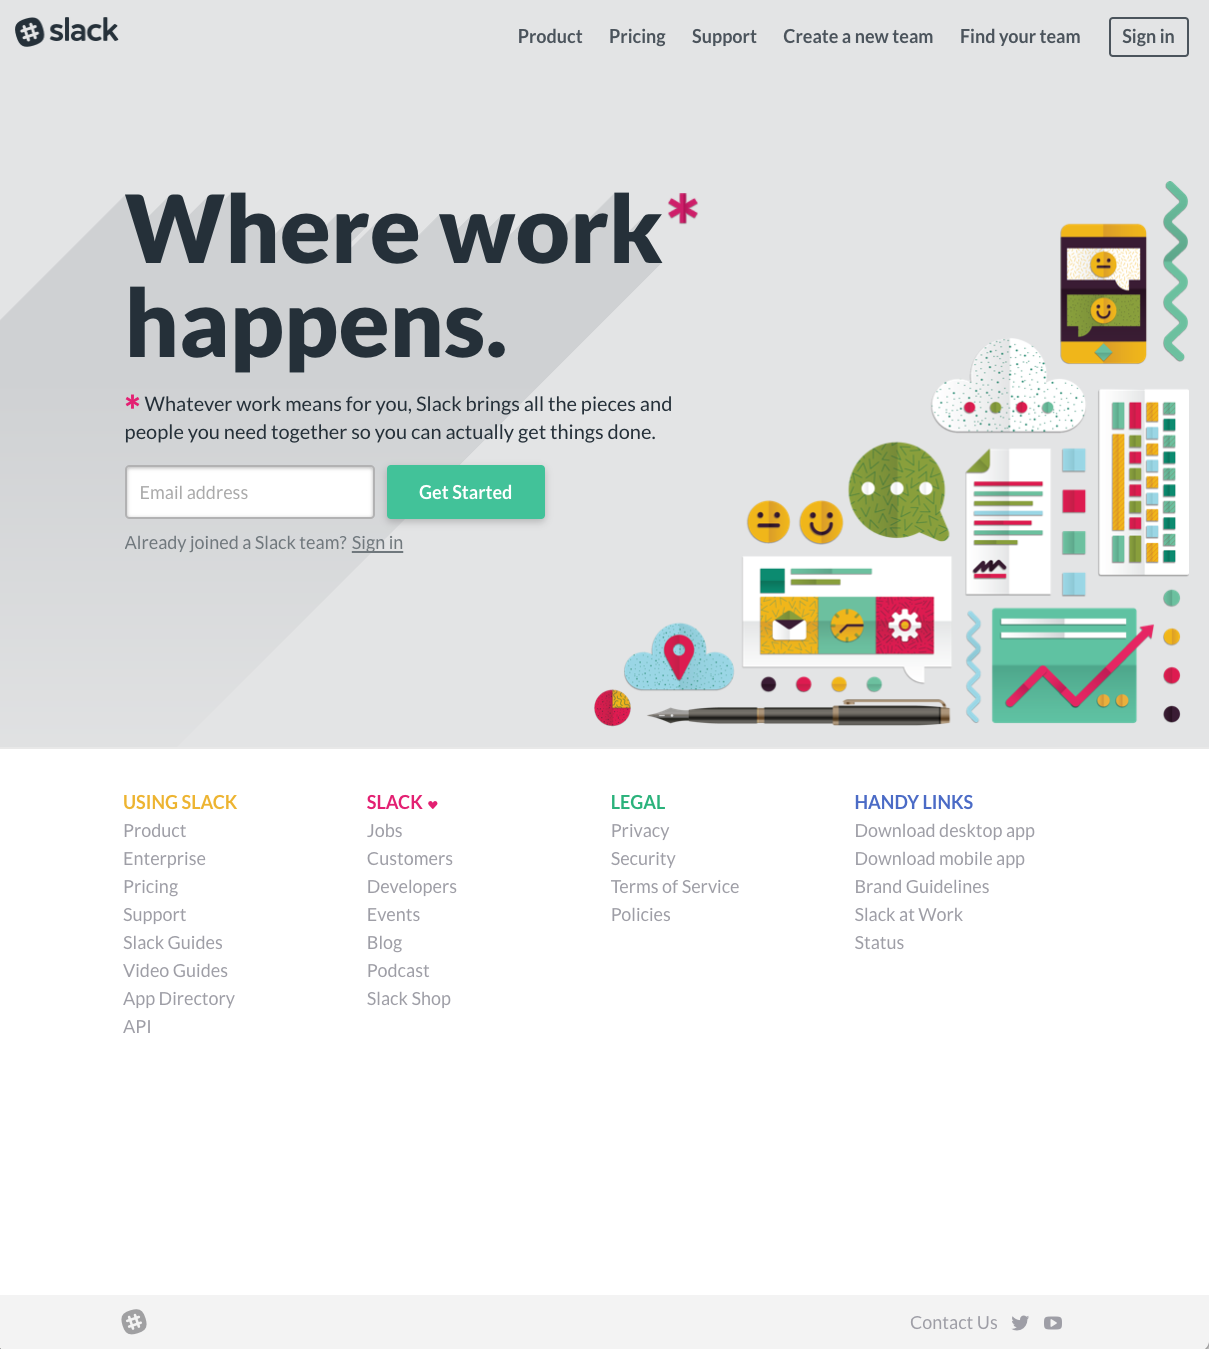 slack
Product Pricing Support Create a new team Find your team Sign in
Where work*
happens.
* Whatever work means for you, Slack brings all the pieces and
people you need together so you can actually get things done.
Email address
Get Started
Already joined a Slack team? Sign in
USING SLACK
Product
Enterprise
Pricing
Support
Slack Guides
Video Guides
App Directory
API
SLACK ♥
Jobs
Customers
Developers
Events
Blog
Podcast
Slack Shop
LEGAL
Privacy
Security
Terms of Service
Policies
HANDY LINKS
Download desktop app
Download mobile app
Brand Guidelines
Slack at Work
Status
Contact Us